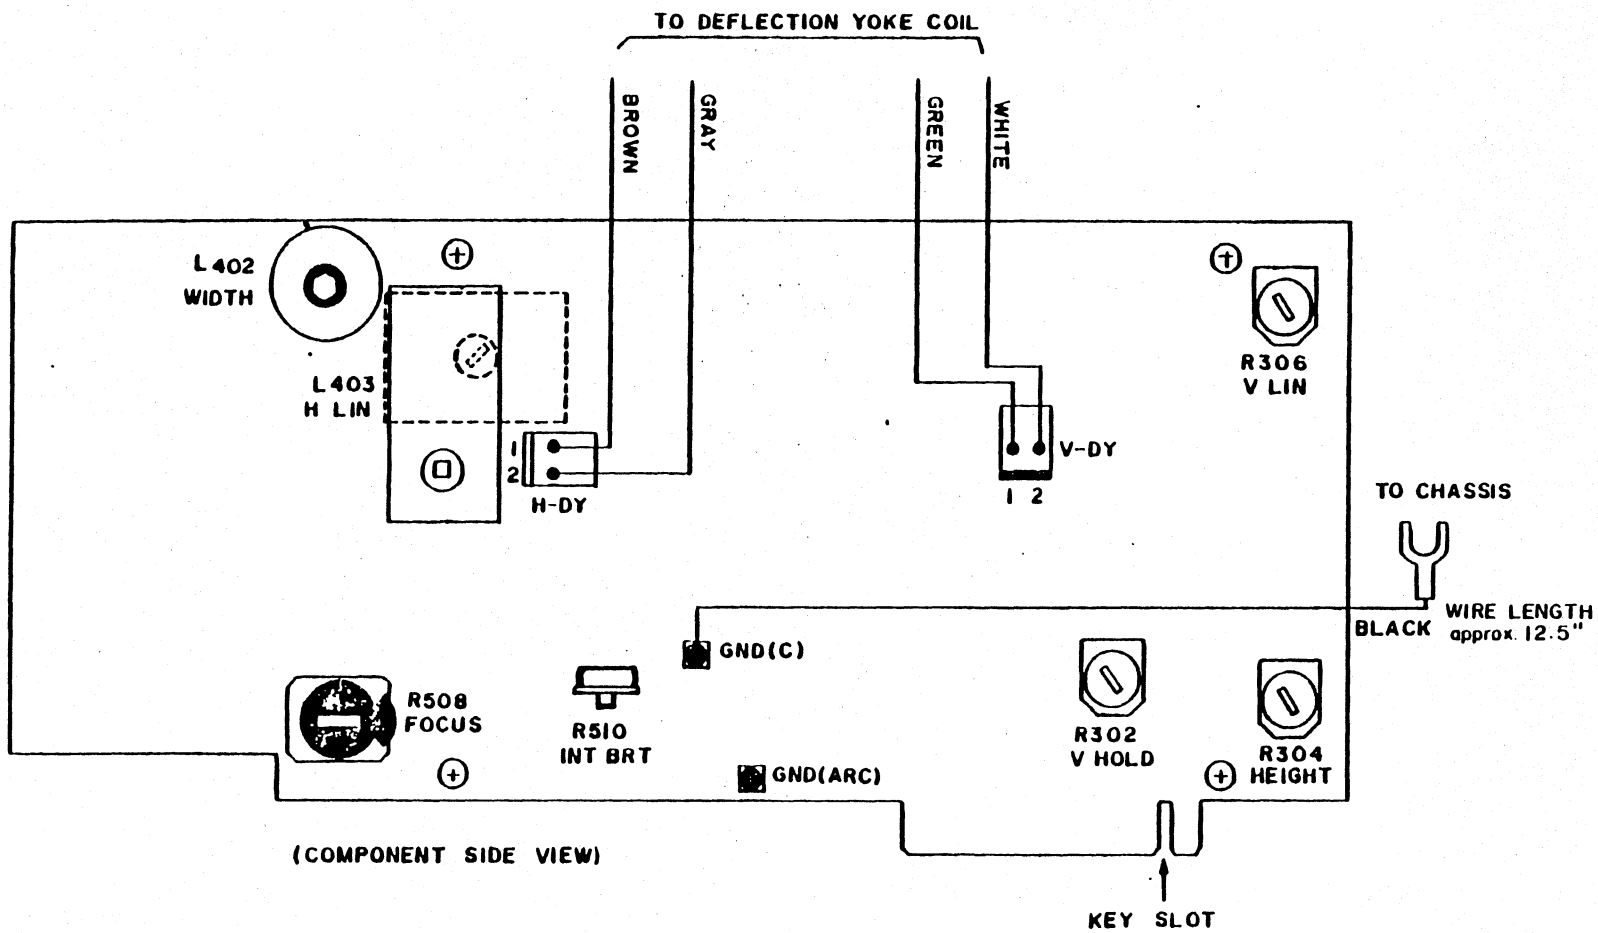 TO DEFLECTION YOKE COIL
BROWN
GRAY
GREEN
WHITE
L402
WIDTH
L403
H LIN
R306
V LIN
1
2
H-DY
V-DY
1 2
TO CHASSIS
WIRE LENGTH
approx. 12.5"
BLACK
GND(C)
R508
FOCUS
R510
INT BRT
R302
V HOLD
R304
HEIGHT
GND(ARC)
(COMPONENT SIDE VIEW)
KEY SLOT